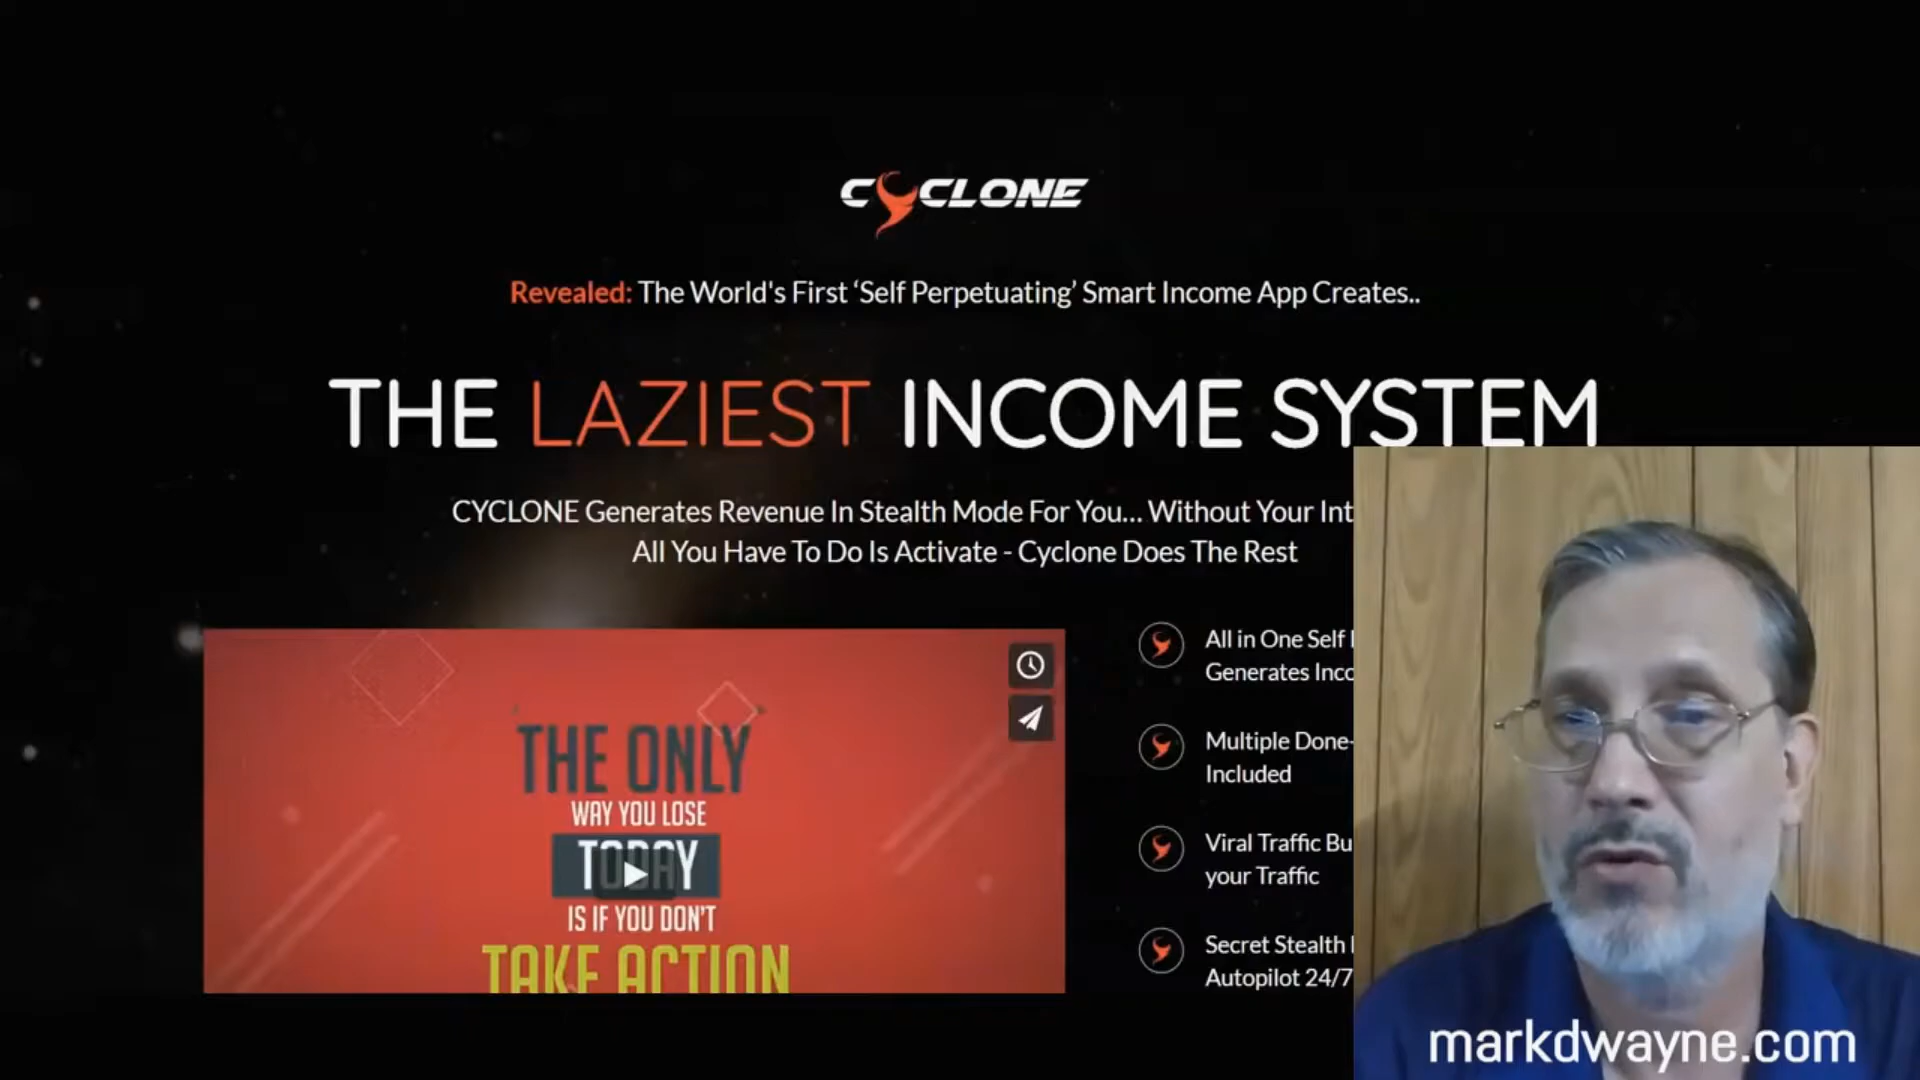 CYCLONE
Revealed: The World's First ‘Self Perpetuating’ Smart Income App Creates..
THE LAZIEST INCOME SYSTEM
CYCLONE Generates Revenue In Stealth Mode For You... Without Your
All You Have To Do Is Activate - Cyclone Does The Rest
THE ONLY
WAY YOU LOSE
TODAY
IS IF YOU DON'T
TAKE ACTION
All in One Self
Generates
Multiple Done-
Included
Viral Traffic
your Traffic
Secret Stealth
Autopilot 24/7
markdwayne.com